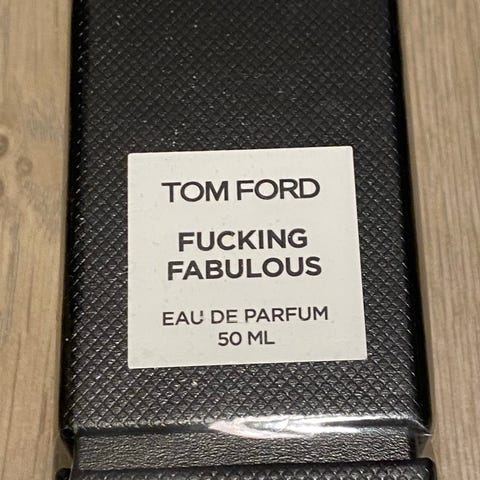 TOM FORD
FUCKING
FABULOUS
EAU DE PARFUM
50 ML